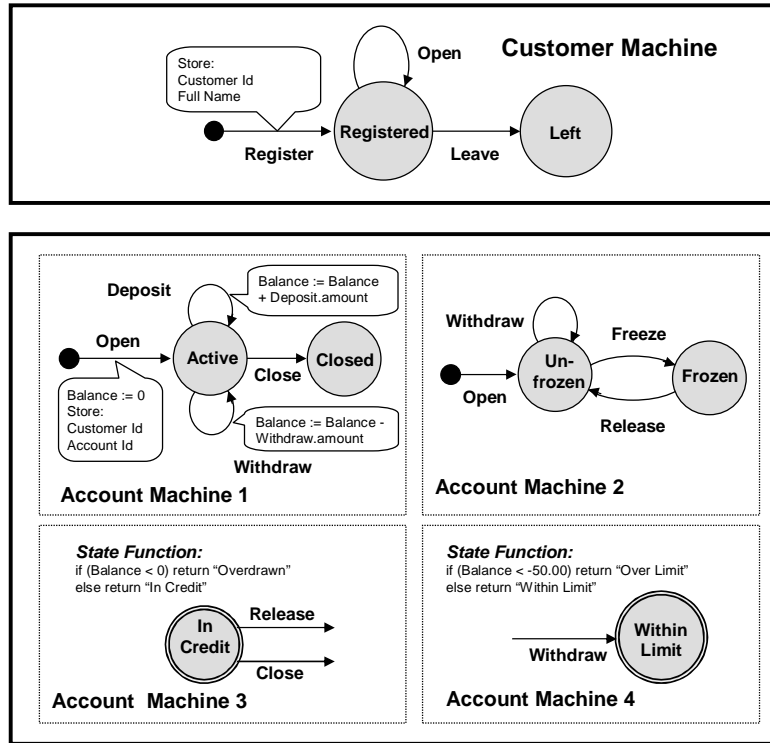 Customer Machine
Store:
Customer Id
Full Name
Open
Registered
Left
Register
Leave
Deposit
Balance := Balance
+ Deposit.amount
Open
Active
Closed
Close
Balance := 0
Store:
Customer Id
Account Id
Balance := Balance -
Withdraw.amount
Withdraw
Account Machine 1
Withdraw
Freeze
Un-
frozen
Frozen
Open
Release
Account Machine 2
State Function:
if (Balance < 0) return “Overdrawn”
else return “In Credit”
In
Credit
Release
Close
Account Machine 3
State Function:
if (Balance < -50.00) return “Over Limit”
else return “Within Limit”
Within
Limit
Withdraw
Account Machine 4